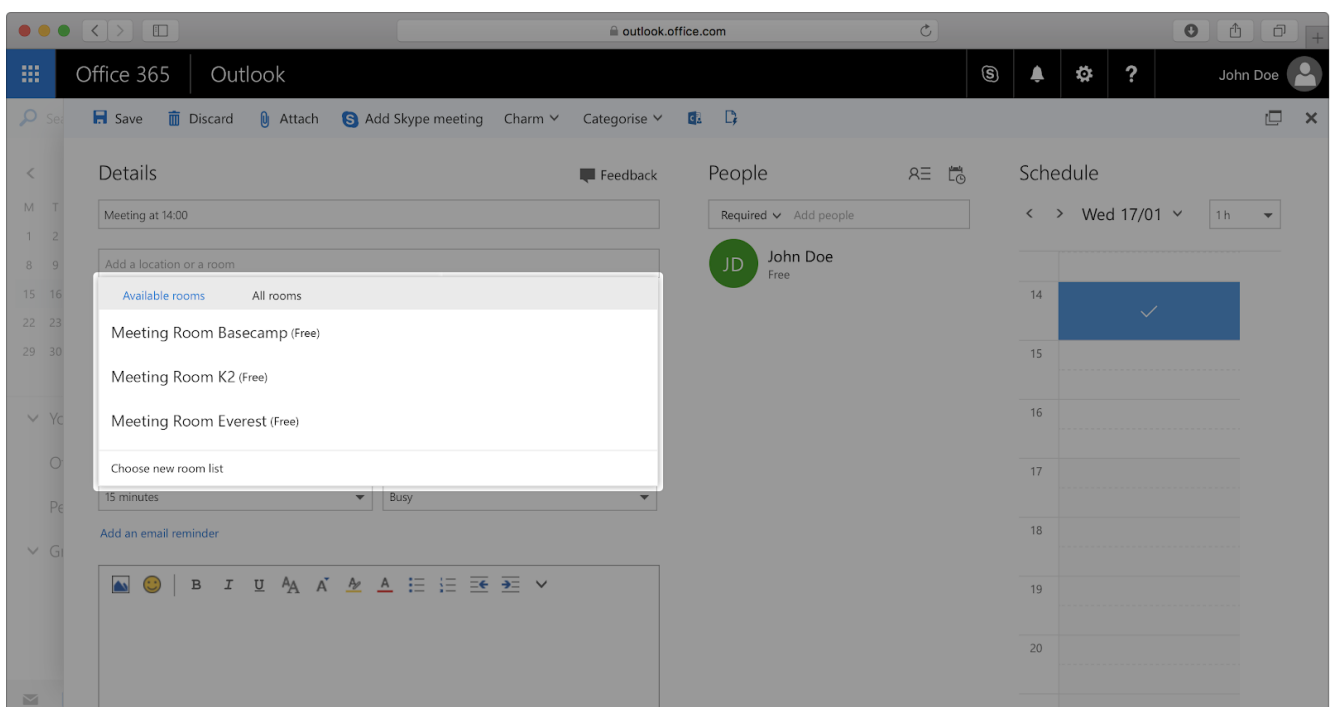 outlook.office.com
Office 365 Outlook John Doe
Save Discard Attach Add Skype meeting Charm Categorise
Details
Feedback
Meeting at 14:00
Add a location or a room
Available rooms All rooms
Meeting Room Basecamp (Free)
Meeting Room K2 (Free)
Meeting Room Everest (Free)
Choose new room list
15 minutes Busy
Add an email reminder
B I U AA A A A
People
Required Add people
JD John Doe
Free
Schedule
Wed 17/01 1 h
14
15
16
17
18
19
20
M T
1 2
8 9
15 16
22 23
29 30